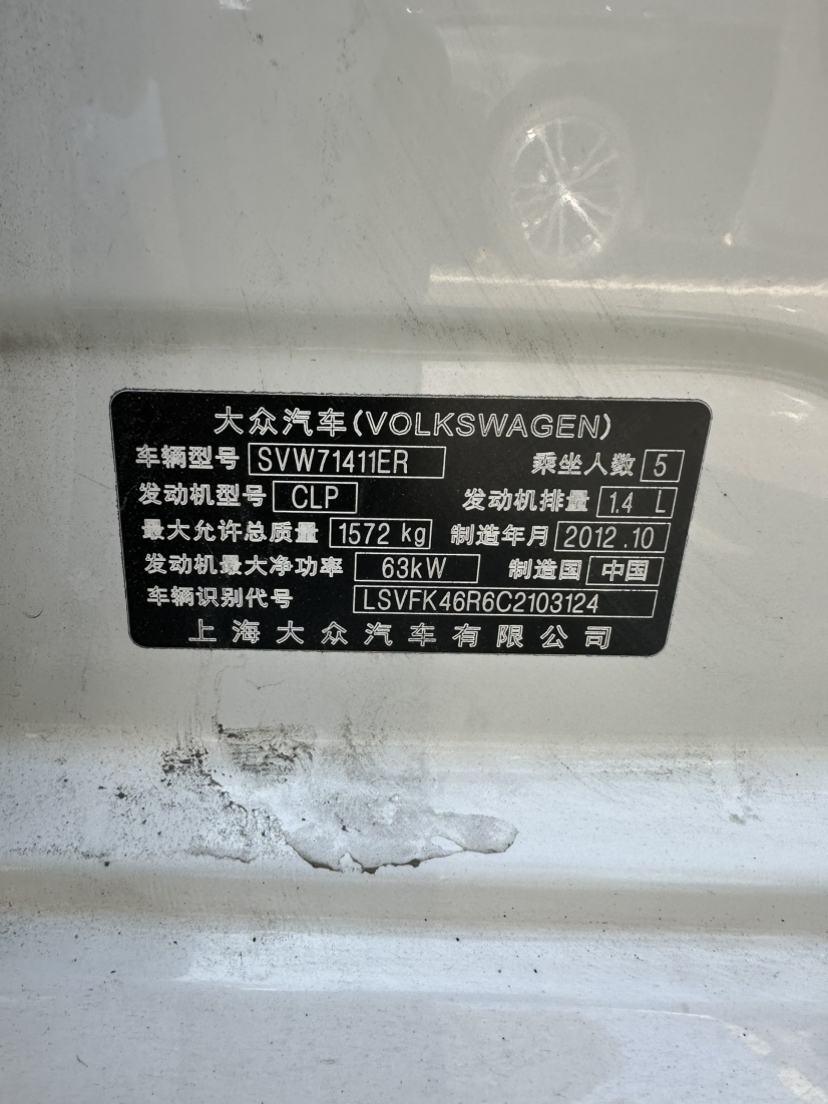 大众汽车(VOLKSWAGEN)
车辆型号 SVW71411ER 乘坐人数 5
发动机型号 CLP 发动机排量 1.4 L
最大允许总质量 1572 kg 制造年月 2012.10
发动机最大净功率 63kW 制造国 中国
车辆识别代号 LSVFK46R6C2103124
上海大众汽车有限公司